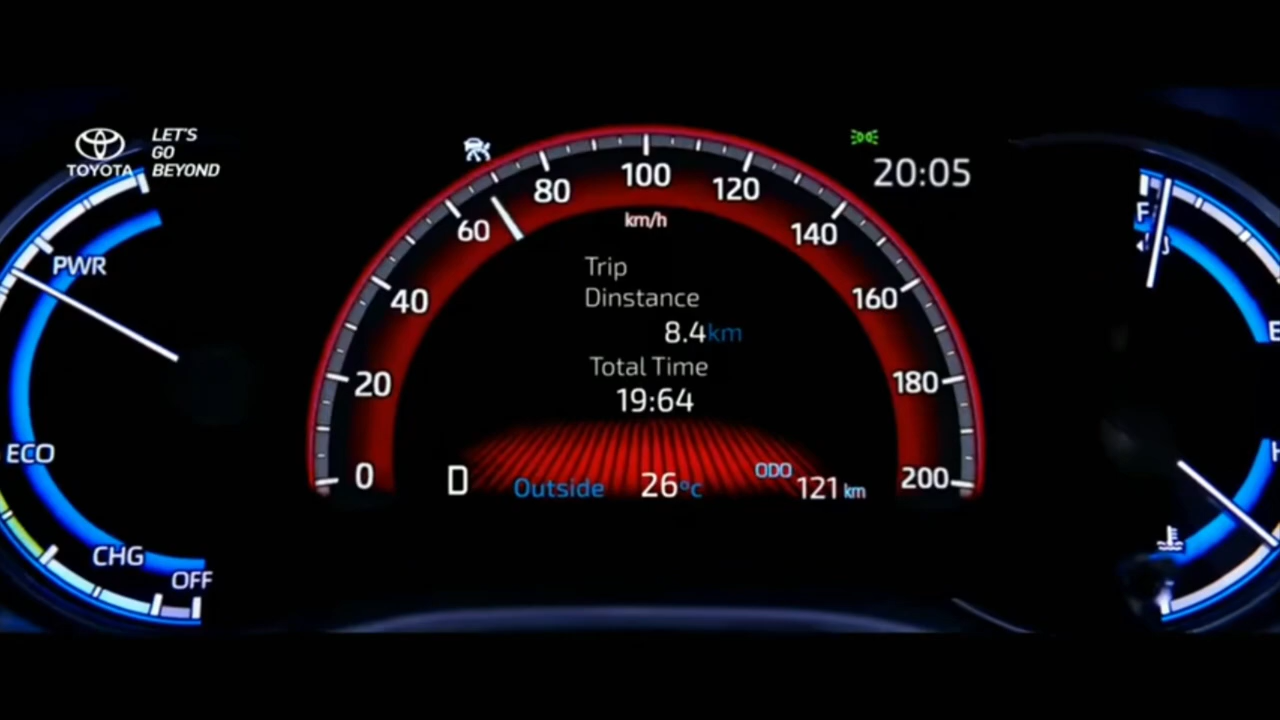 LET'S
GO
BEYOND
TOYOTA
20:05
80
100
120
60
km/h
140
PWR
F
40
Trip
Dinstance
160
8.4km
20
Total Time
180
19:64
ECO
0
D
Outside
26°C
ODO
121 km
200
CHG
OFF